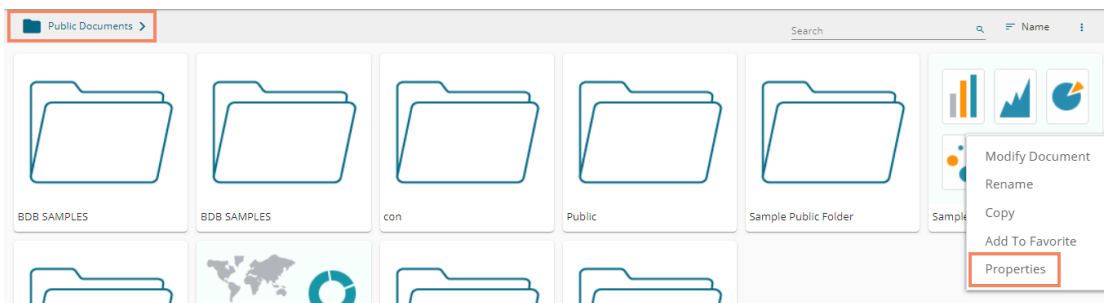 Public Documents
Search
Name
BDB SAMPLES
BDB SAMPLES
con
Public
Sample Public Folder
Sample
Modify Document
Rename
Copy
Add To Favorite
Properties